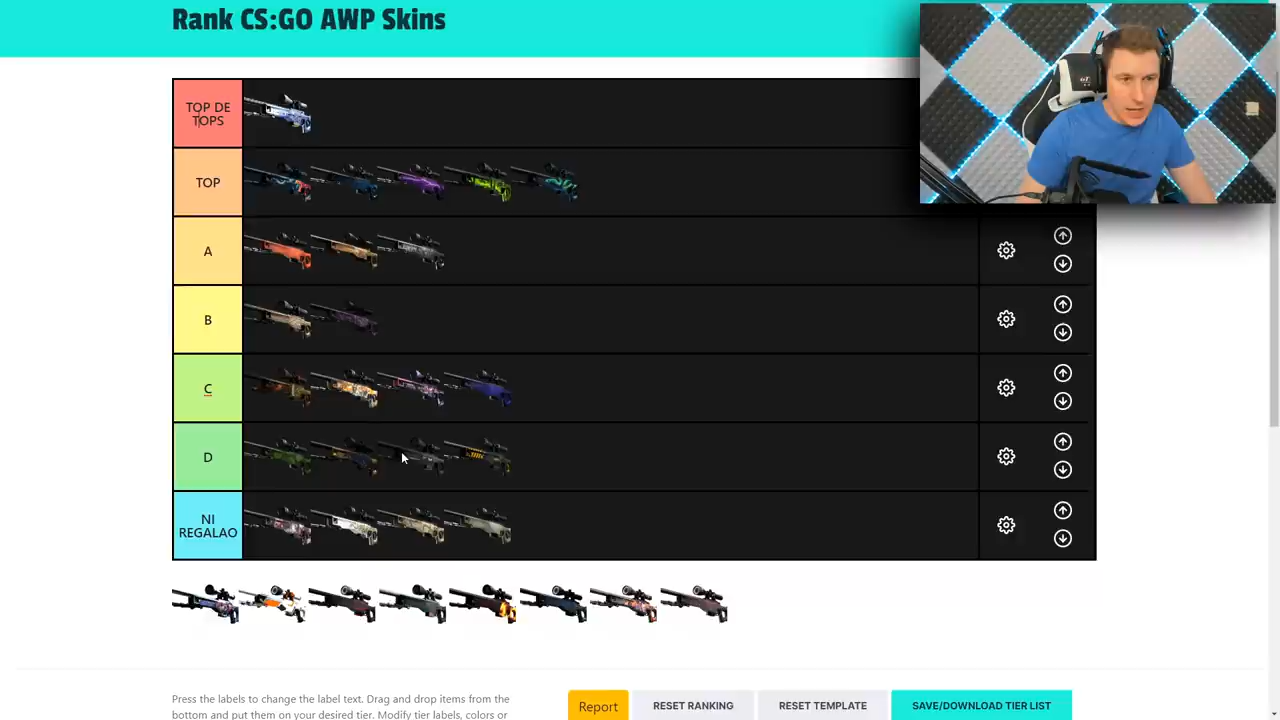 Rank CS:GO AWP Skins
TOP DE
TOPS
TOP
A
B
C
D
NI
REGALAO
Press the labels to change the label text. Drag and drop items from the
bottom and put them on your desired tier. Modify tier labels, colors or
Report
RESET RANKING
RESET TEMPLATE
SAVE/DOWNLOAD TIER LIST